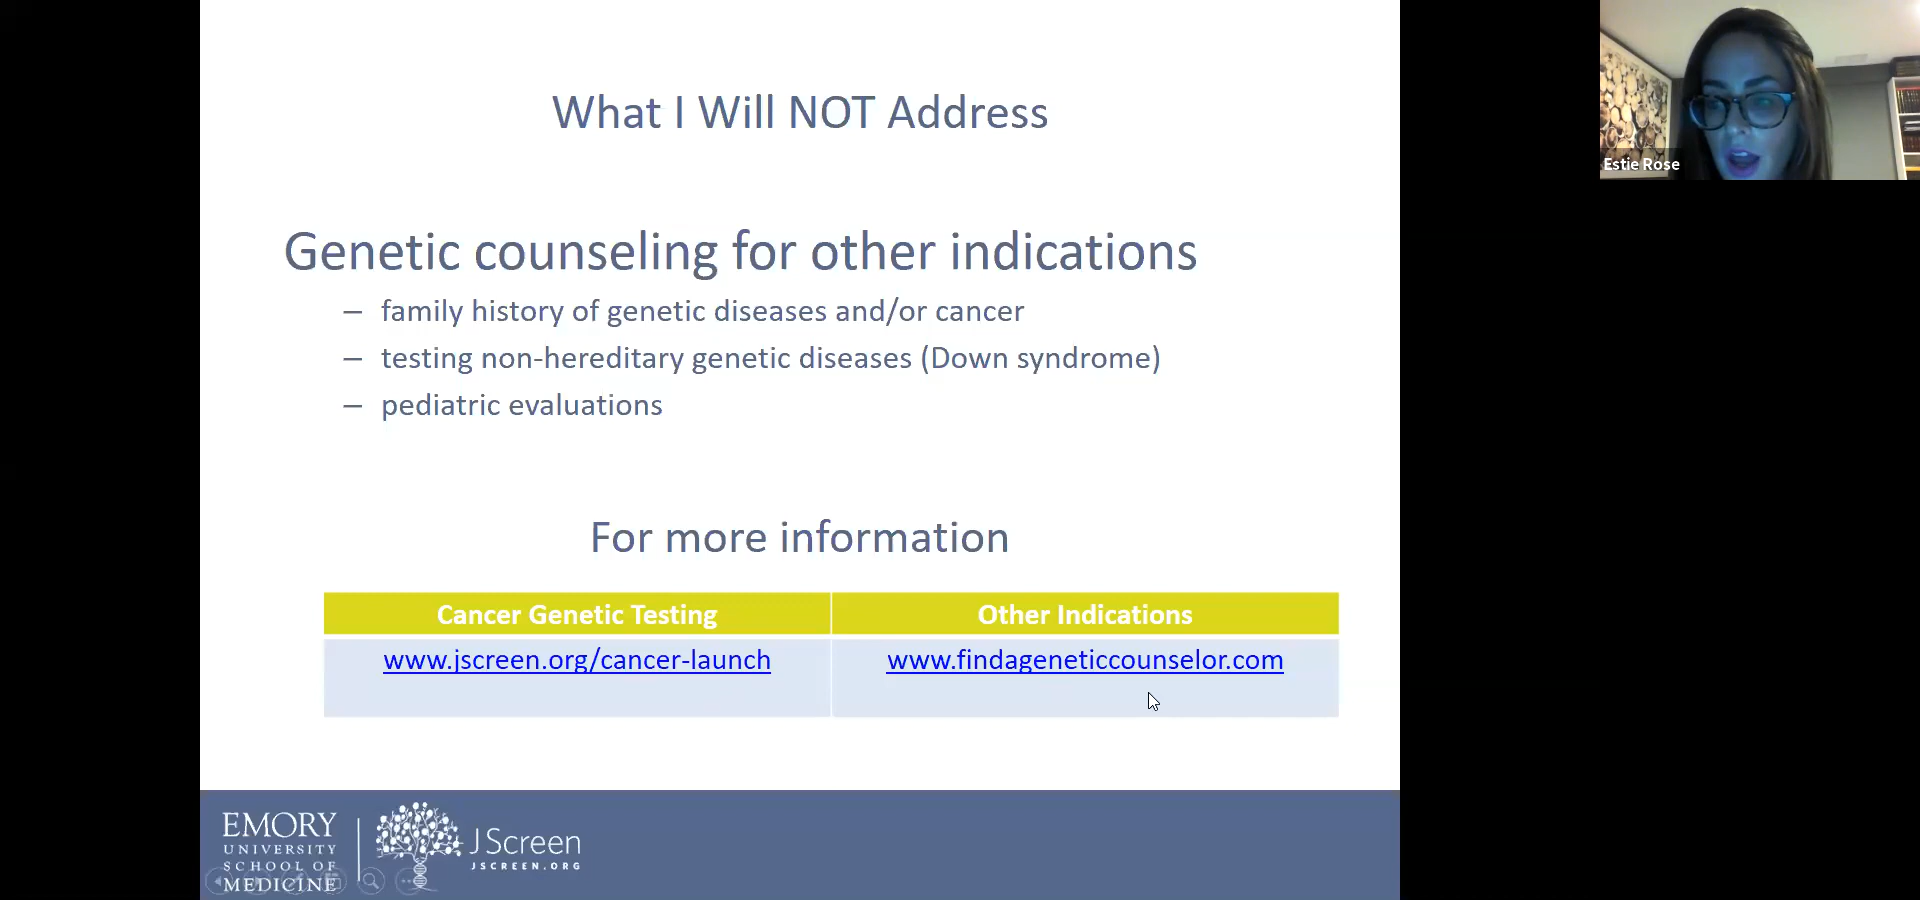 What I Will NOT Address
Estie Rose
Genetic counseling for other indications
– family history of genetic diseases and/or cancer
– testing non-hereditary genetic diseases (Down syndrome)
– pediatric evaluations
For more information
Cancer Genetic Testing
Other Indications
www.jscreen.org/cancer-launch
www.findageneticcounselor.com
EMORY
UNIVERSITY
SCHOOL OF
MEDICINE
JScreen
JSCREEN.ORG